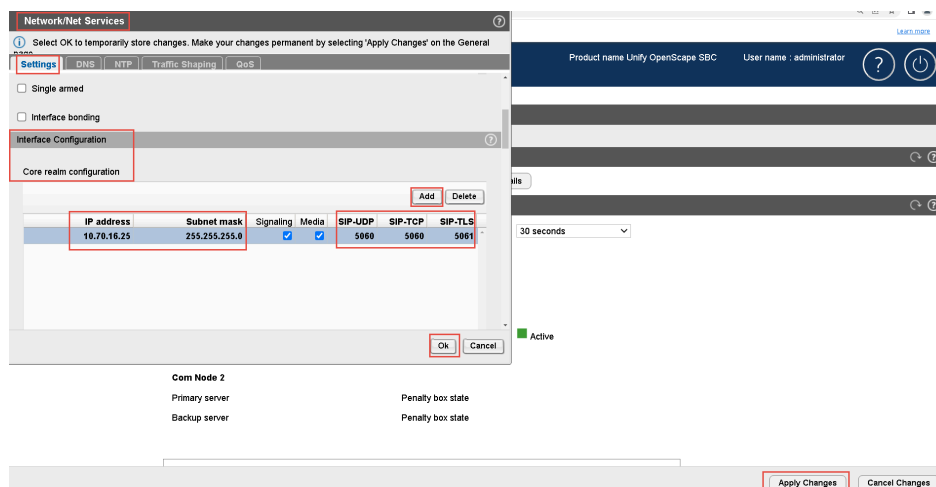 Network/Net Services
Learn more
Select OK to temporarily store changes. Make your changes permanent by selecting 'Apply Changes' on the General
Product name Unify OpenScape SBC User name : administrator
Settings DNS NTP Traffic Shaping QoS
Single armed
Interface bonding
Interface Configuration
Core realm configuration
Add Delete
IP address Subnet mask Signaling Media SIP-UDP SIP-TCP SIP-TLS
10.70.16.25 255.255.255.0 5060 5060 5061
30 seconds
Active
Ok Cancel
Com Node 2
Primary server Penalty box state
Backup server Penalty box state
Apply Changes Cancel Changes